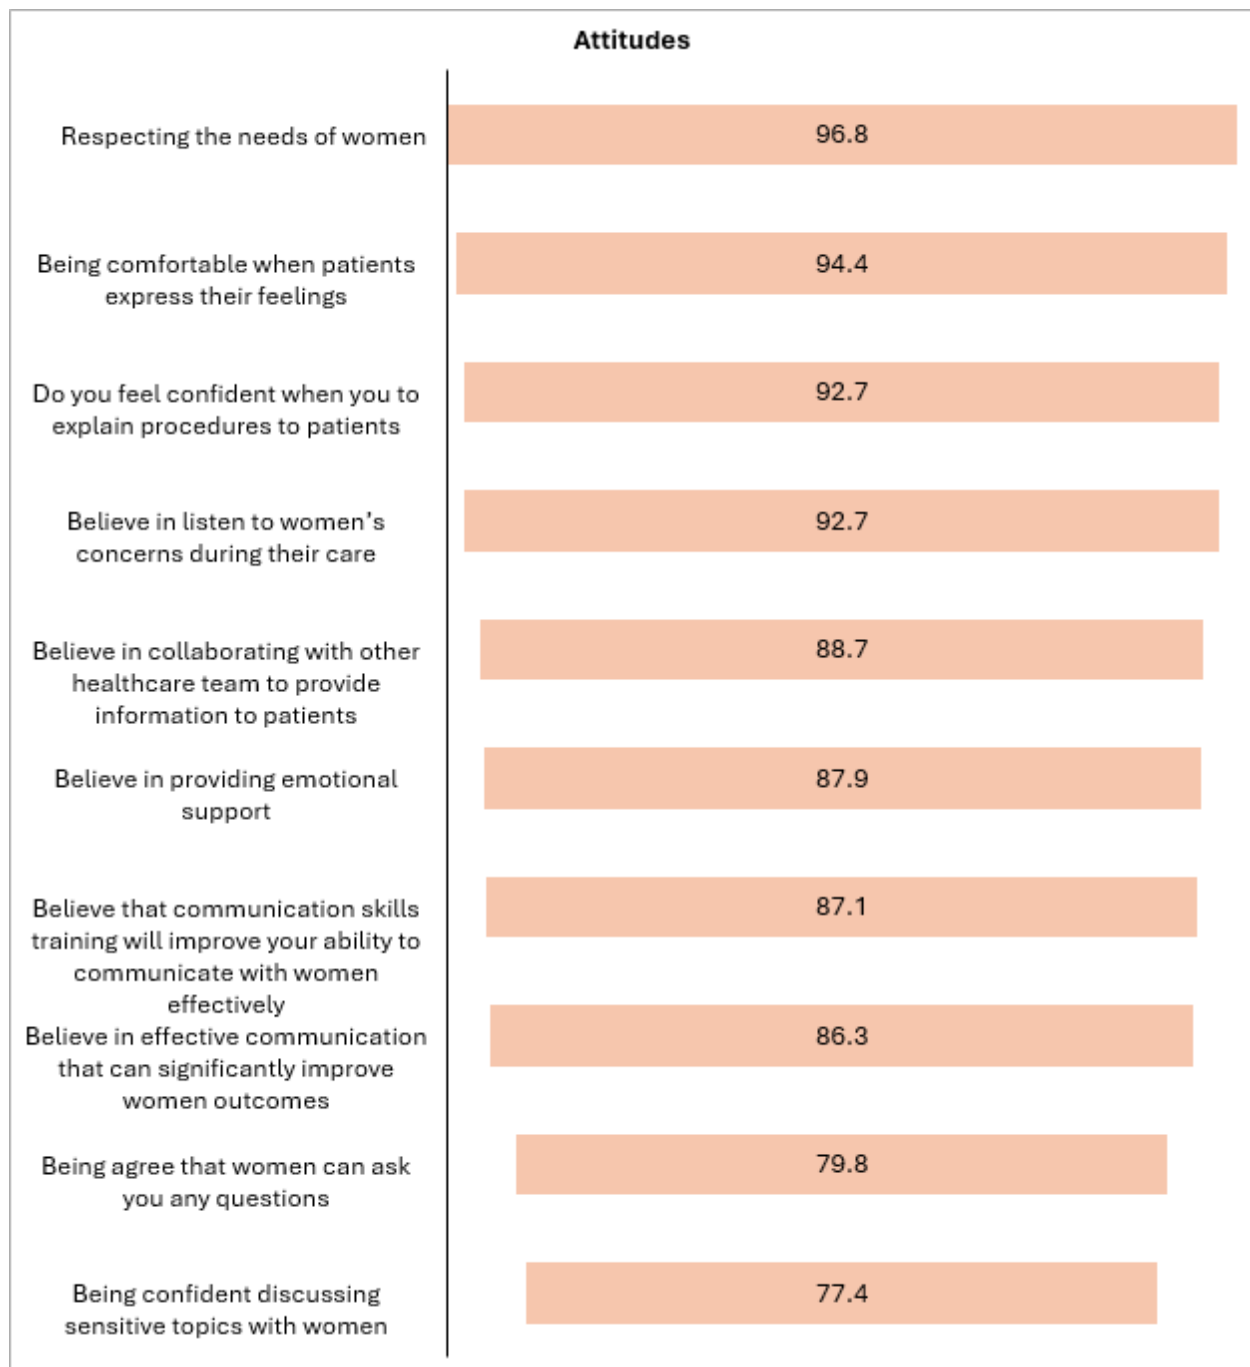 Attitudes
Respecting the needs of women
96.8
Being comfortable when patients
express their feelings
94.4
Do you feel confident when you to
explain procedures to patients
92.7
Believe in listen to women’s
concerns during their care
92.7
Believe in collaborating with other
healthcare team to provide
information to patients
88.7
Believe in providing emotional
support
87.9
Believe that communication skills
training will improve your ability to
communicate with women
effectively
87.1
Believe in effective communication
that can significantly improve
women outcomes
86.3
Being agree that women can ask
you any questions
79.8
Being confident discussing
sensitive topics with women
77.4